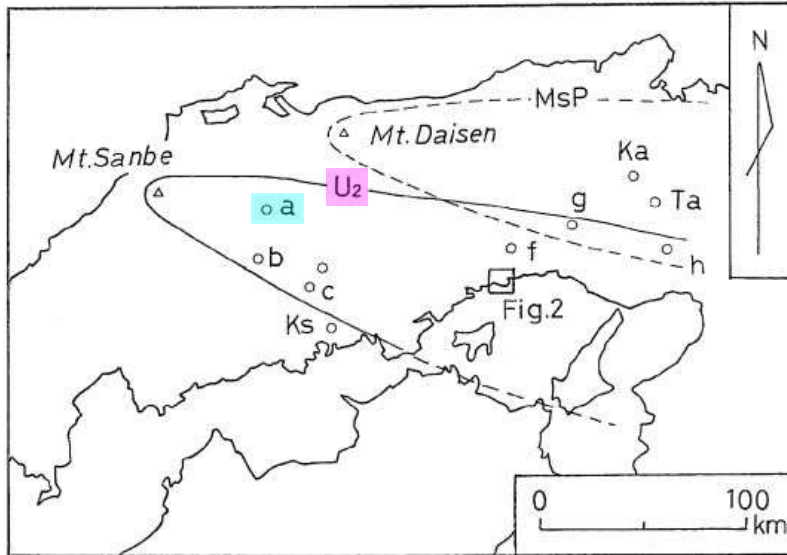 N
MsP
Mt.Daisen
Mt.Sanbe
Ka
U2
Ta
a
g
b
f
h
c
Fig.2
Ks
0 100
km